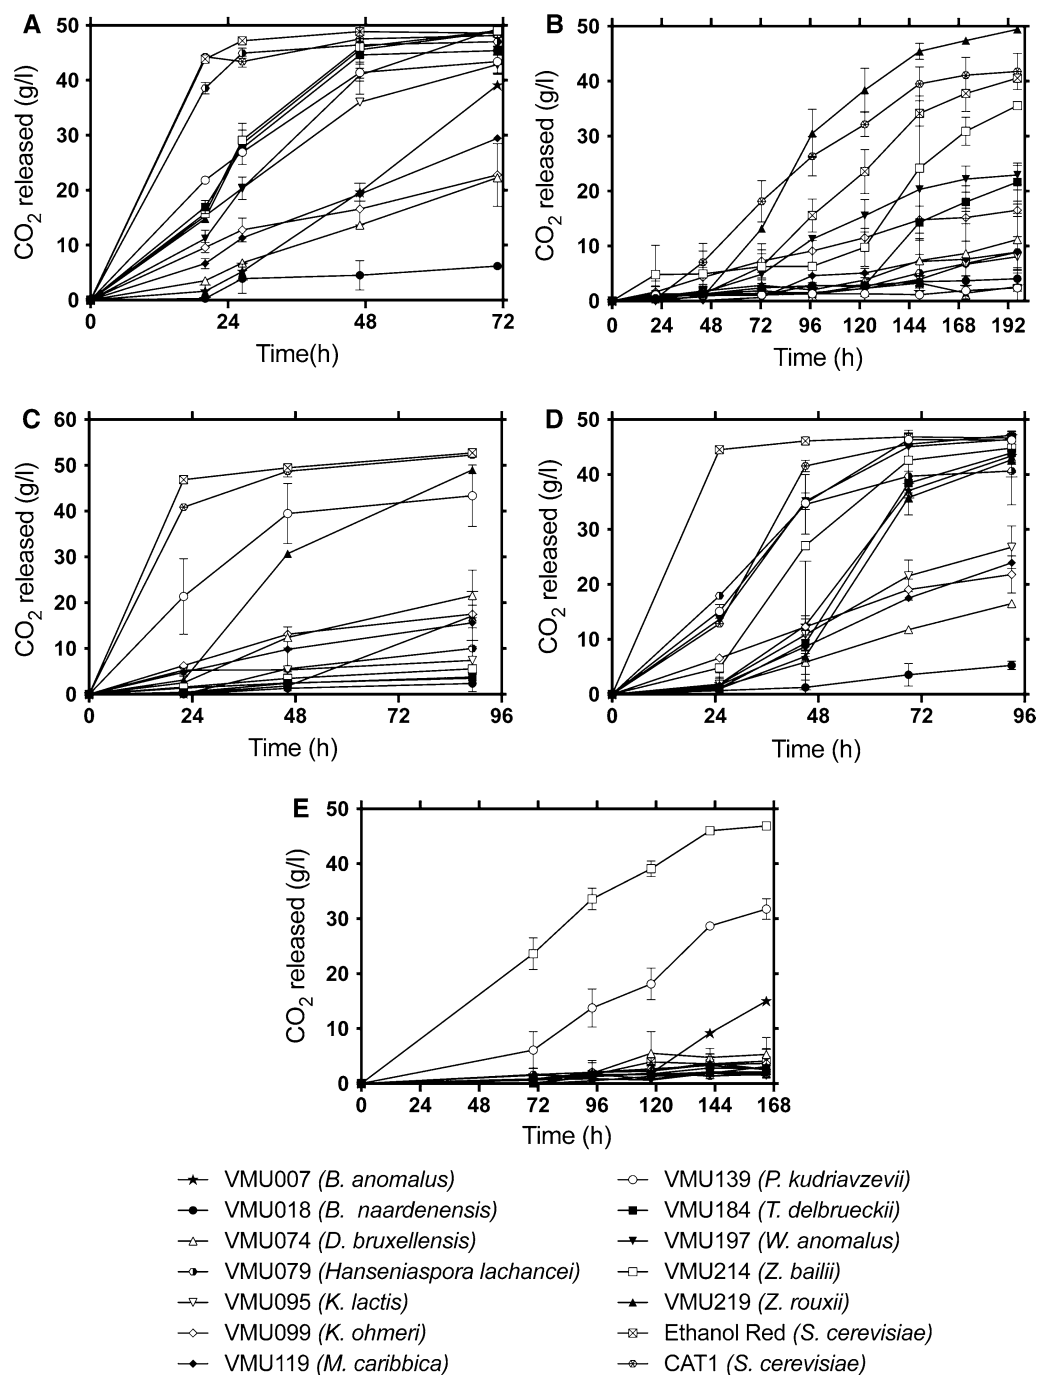 A
CO2 released (g/l)
50
40
30
20
10
0
0 24 48 72
Time(h)
B
CO2 released (g/l)
50
40
30
20
10
0
0 24 48 72 96 120 144 168 192
Time (h)
C
CO2 released (g/l)
60
50
40
30
20
10
0
0 24 48 72 96
Time (h)
D
CO2 released (g/l)
50
40
30
20
10
0
0 24 48 72 96
Time (h)
E
CO2 released (g/l)
50
40
30
20
10
0
0 24 48 72 96 120 144 168
Time (h)
VMU007 (B. anomalus)
VMU018 (B. naardenensis)
VMU074 (D. bruxellensis)
VMU079 (Hanseniaspora lachancei)
VMU095 (K. lactis)
VMU099 (K. ohmeri)
VMU119 (M. caribbica)
VMU139 (P. kudriavzevii)
VMU184 (T. delbrueckii)
VMU197 (W. anomalus)
VMU214 (Z. bailii)
VMU219 (Z. rouxii)
Ethanol Red (S. cerevisiae)
CAT1 (S. cerevisiae)